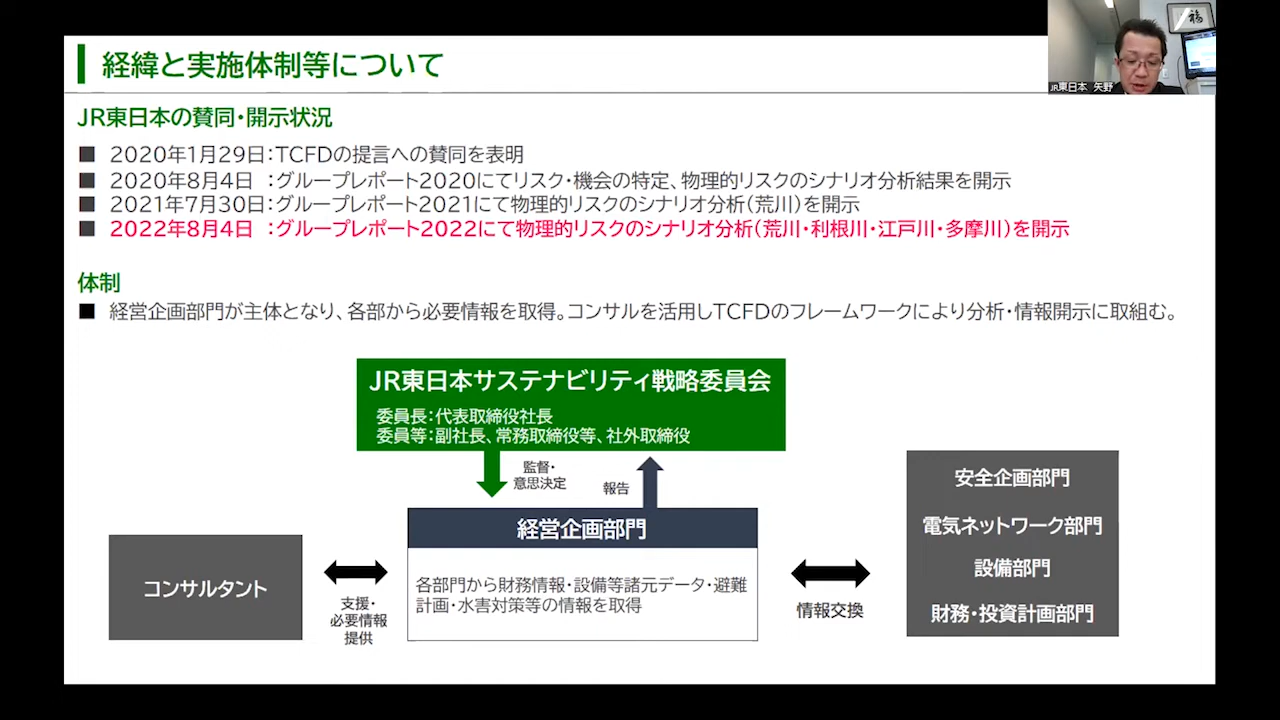 経緯と実施体制等について
福
JR東日本 矢野
JR東日本の賛同・開示状況
■ 2020年1月29日：TCFDの提言への賛同を表明
■ 2020年8月4日 ：グループレポート2020にてリスク・機会の特定、物理的リスクのシナリオ分析結果を開示
■ 2021年7月30日：グループレポート2021にて物理的リスクのシナリオ分析（荒川）を開示
■ 2022年8月4日 ：グループレポート2022にて物理的リスクのシナリオ分析（荒川・利根川・江戸川・多摩川）を開示
体制
■ 経営企画部門が主体となり、各部から必要情報を取得。コンサルを活用しTCFDのフレームワークにより分析・情報開示に取組む。
JR東日本サステナビリティ戦略委員会
委員長：代表取締役社長
委員等：副社長、常務取締役等、社外取締役
監督・
意思決定
報告
経営企画部門
各部門から財務情報・設備等諸元データ・避難
計画・水害対策等の情報を取得
コンサルタント
支援・
必要情報
提供
情報交換
安全企画部門
電気ネットワーク部門
設備部門
財務・投資計画部門